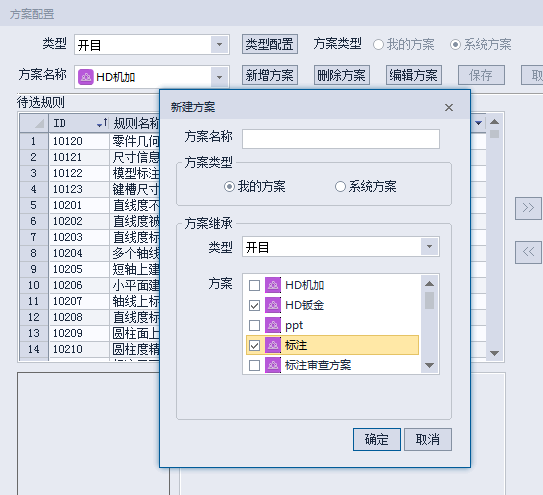 方案配置
类型 开目 类型配置 方案类型 我的方案 系统方案
方案名称 HD机加 新增方案 删除方案 编辑方案 保存 取
待选规则
ID 规则名称
1 10120 零件几何
2 10121 尺寸信息
3 10122 模型标注
4 10123 键槽尺寸
5 10201 直线度不
6 10202 直线度被
7 10203 直线度标
8 10204 多个轴线
9 10205 短轴上建
10 10206 小平面建
11 10207 轴线上标
12 10208 直线度标
13 10209 圆柱面上
14 10210 圆柱度精
>>
<<
新建方案
方案名称
方案类型
我的方案 系统方案
方案继承
类型 开目
方案 HD机加
HD钣金
ppt
标注
标注审查方案
确定 取消